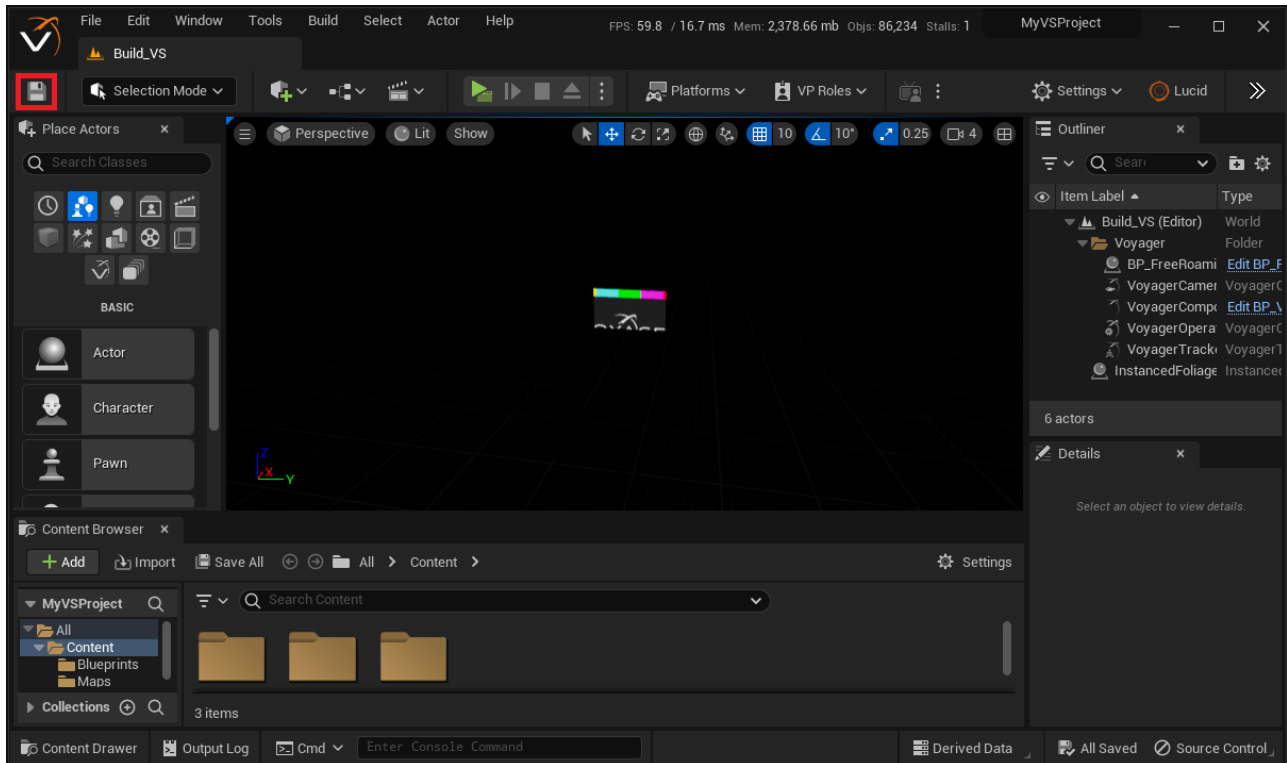 File Edit Window Tools Build Select Actor Help FPS: 59.8 / 16.7 ms Mem: 2,378.66 mb Objs: 86,234 Stalls: 1 MyVSProject
Build_VS
Selection Mode Platforms VP Roles Settings Lucid
Place Actors
Search Classes
BASIC
Actor
Character
Pawn
Perspective Lit Show 10 10° 0.25 4
Z
X Y
Outliner
Sear
Item Label Type
Build_VS (Editor) World
Voyager Folder
BP_FreeRoami Edit BP_F
VoyagerCamer VoyagerC
VoyagerCompo Edit BP_V
VoyagerOpera VoyagerC
VoyagerTracke VoyagerT
InstancedFoliage Instanced
6 actors
Details
Select an object to view details.
Content Browser
Add Import Save All All Content Settings
MyVSProject
Search Content
All
Content
Blueprints
Maps
Collections
3 items
Content Drawer Output Log Cmd Enter Console Command Derived Data All Saved Source Control